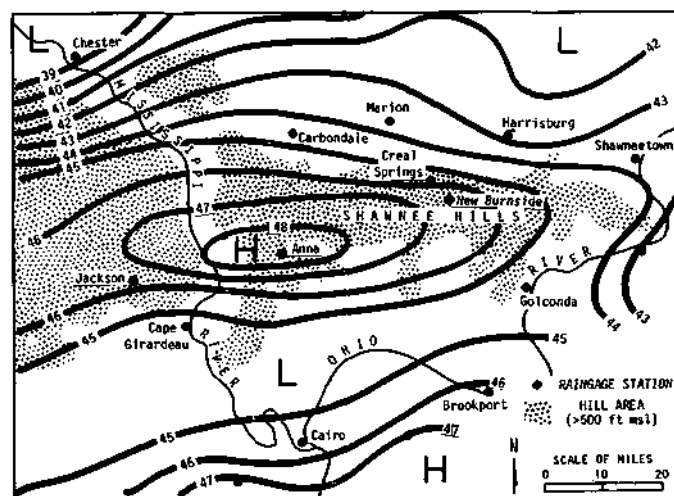 L
L
Chester
42
39
40
41
42
43
44
45
MISSISSIPPI
Marion
43
Carbondale
Harrisburg
Shawneetown
Creal
Springs
47
New Burnside
46
48
SHAWNEE HILLS
H
Anna
Jackson
RIVER
Golconda
46
44
43
45
Cape
Girardeau
RIVER
OHIO
45
L
46
RAINGAGE STATION
Brookport
HILL AREA
(>500 ft msl)
47
45
Cairo
N
SCALE OF MILES
46
H
47
0 10 20